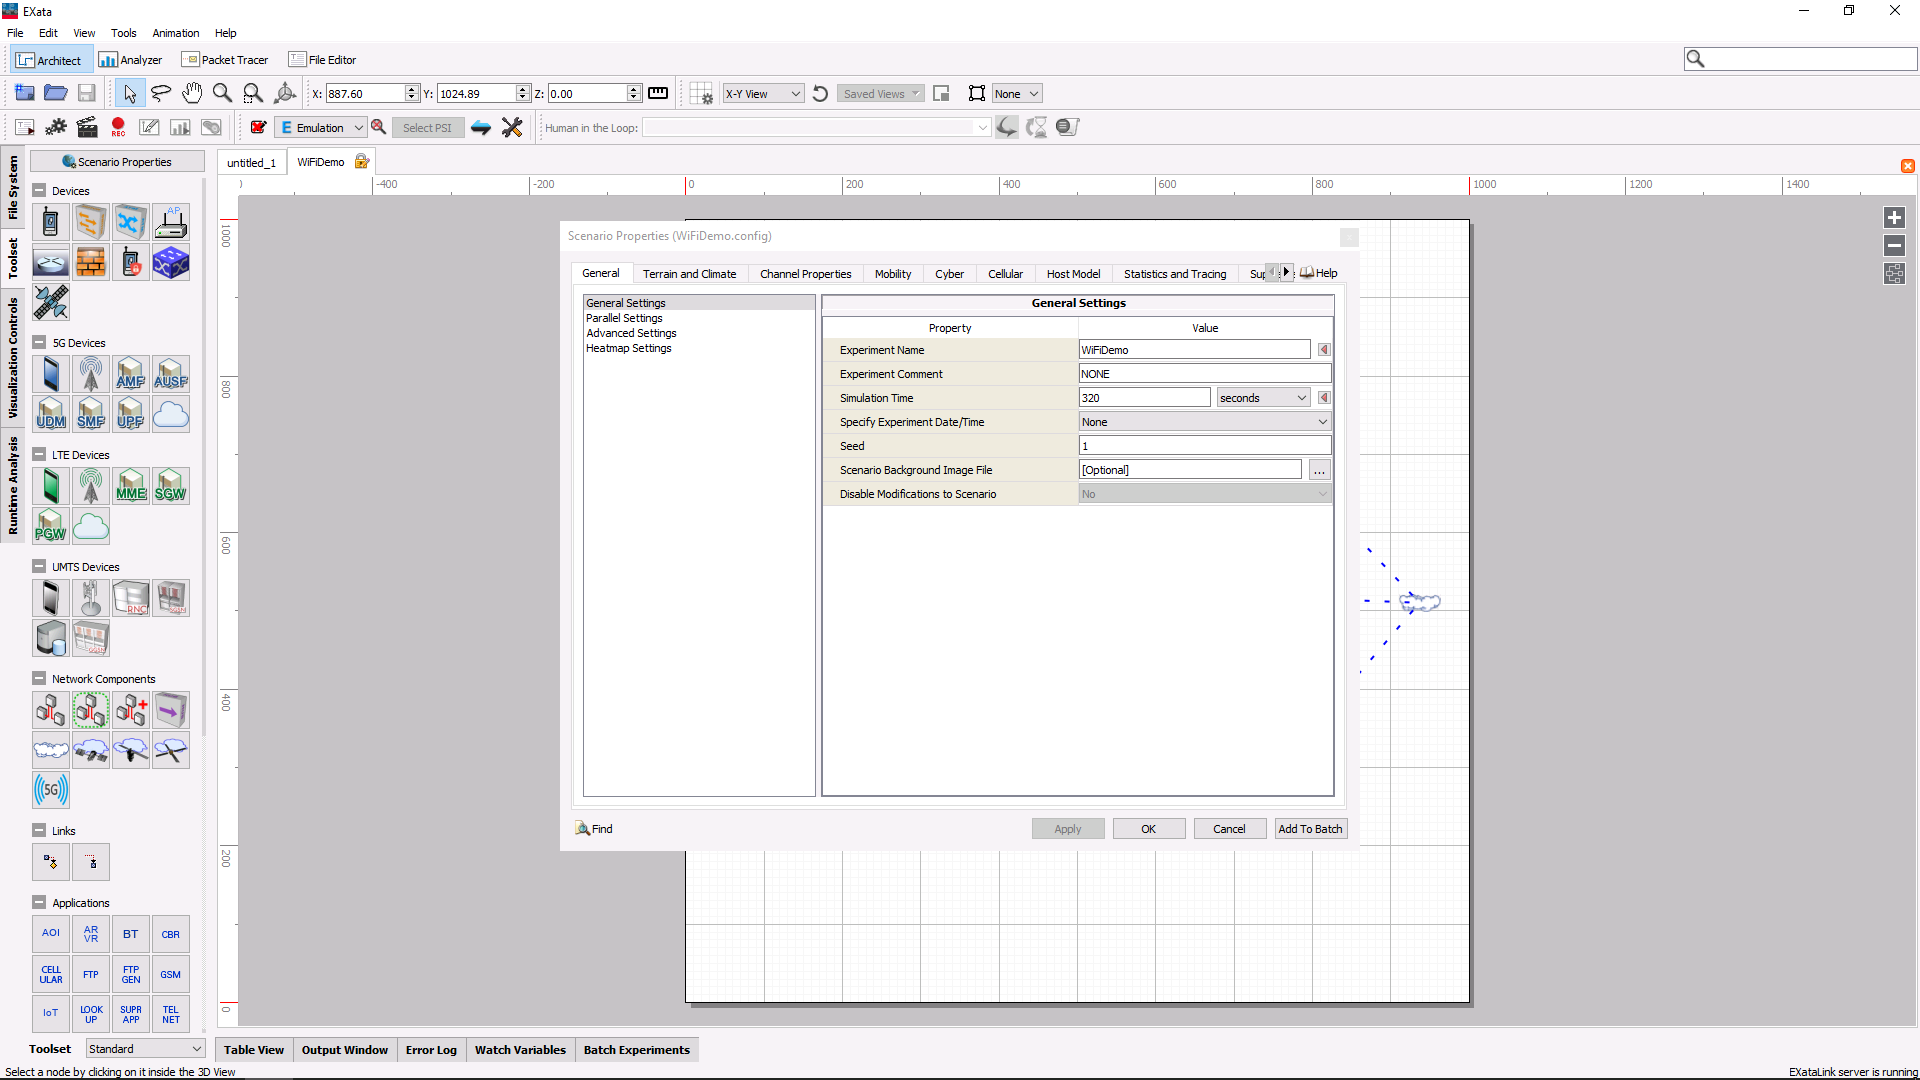 EXata
File Edit View Tools Animation Help
Architect Analyzer Packet Tracer File Editor
X: 887.60 Y: 1024.89 Z: 0.00 X-Y View Saved Views None
REC E Emulation Select PSI Human in the Loop:
File System
Toolset
Visualization Controls
Runtime Analysis
Scenario Properties
untitled_1 WiFiDemo
-400 -200 0 200 400 600 800 1000 1200 1400
1000
800
600
400
200
0
Devices
AP
5G Devices
AMF AUSF
UDM SMF UPF
LTE Devices
MME SGW
PGW
UMTS Devices
RNC SGSN
GGSN
Network Components
5G
Links
Applications
AOI AR VR BT CBR
CELL ULAR FTP FTP GEN GSM
IoT LOOK UP SUPR APP TEL NET
Toolset Standard
Scenario Properties (WiFiDemo.config)
General Terrain and Climate Channel Properties Mobility Cyber Cellular Host Model Statistics and Tracing Help
General Settings
Parallel Settings
Advanced Settings
Heatmap Settings
General Settings
Property Value
Experiment Name WiFiDemo
Experiment Comment NONE
Simulation Time 320 seconds
Specify Experiment Date/Time None
Seed 1
Scenario Background Image File [Optional] ...
Disable Modifications to Scenario No
Find Apply OK Cancel Add To Batch
Table View Output Window Error Log Watch Variables Batch Experiments
Select a node by clicking on it inside the 3D View EXataLink server is running